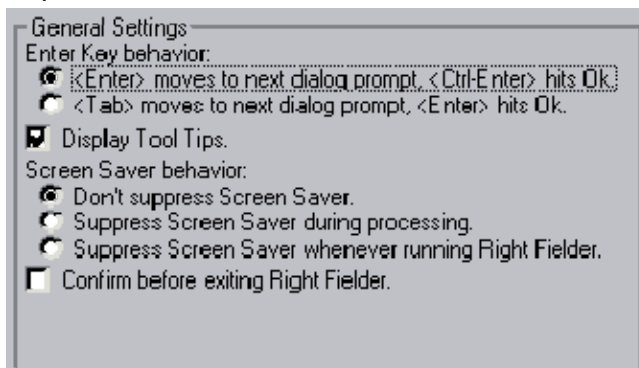 General Settings
Enter Key behavior:
<Enter> moves to next dialog prompt, <Ctrl-Enter> hits Ok.
<Tab> moves to next dialog prompt, <Enter> hits Ok.
Display Tool Tips.
Screen Saver behavior:
Don't suppress Screen Saver.
Suppress Screen Saver during processing.
Suppress Screen Saver whenever running Right Fielder.
Confirm before exiting Right Fielder.